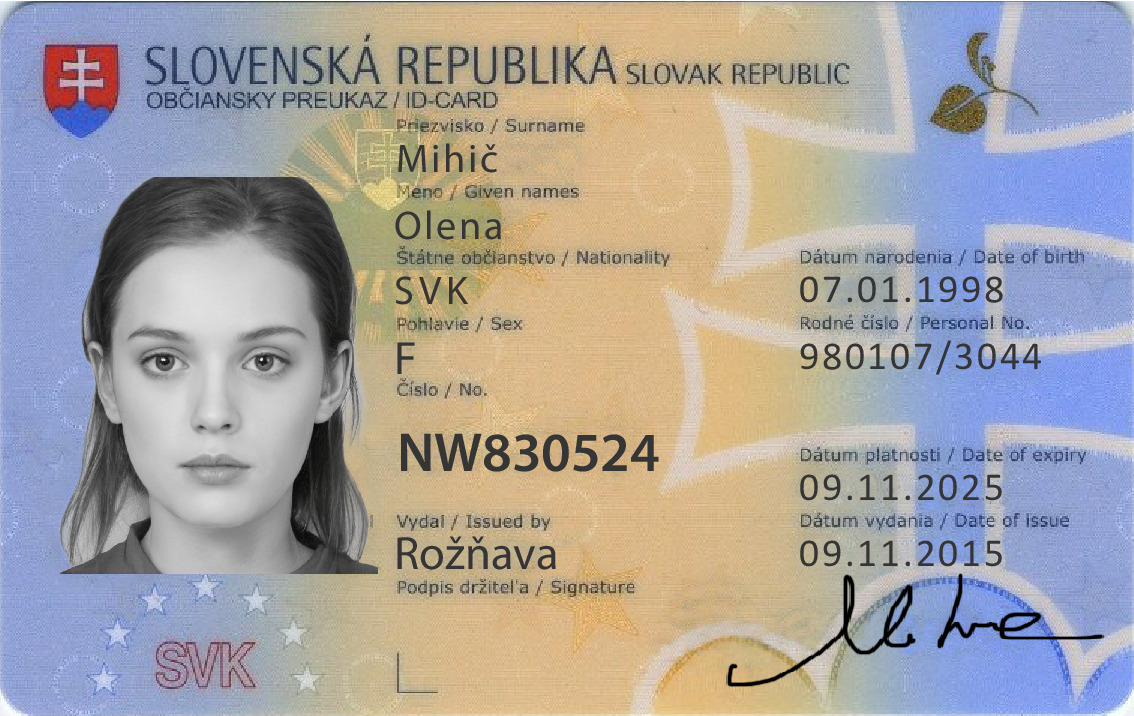 SLOVENSKÁ REPUBLIKA SLOVAK REPUBLIC
OBČIANSKY PREUKAZ / ID-CARD
Priezvisko / Surname
Mihič
Meno / Given names
Olena
Štátne občianstvo / Nationality
SVK
Dátum narodenia / Date of birth
07.01.1998
Pohlavie / Sex
F
Rodné číslo / Personal No.
980107/3044
Číslo / No.
NW830524
Dátum platnosti / Date of expiry
09.11.2025
Vydal / Issued by
Rožňava
Dátum vydania / Date of issue
09.11.2015
Podpis držiteľa / Signature
SVK